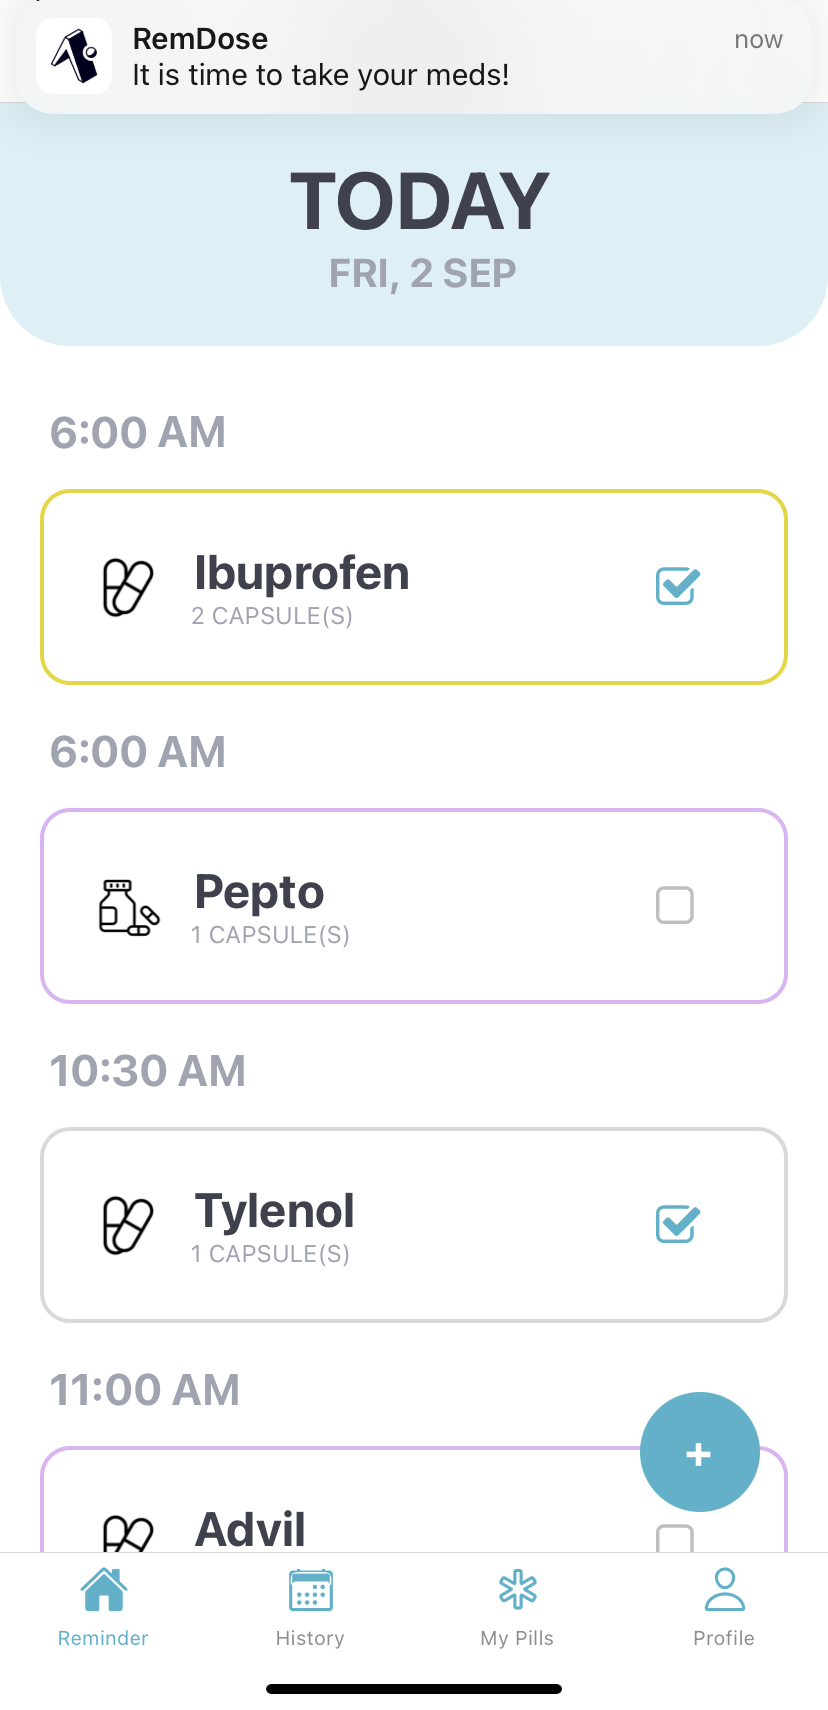 RemDose
now
It is time to take your meds!
TODAY
FRI, 2 SEP
6:00 AM
Ibuprofen
2 CAPSULE(S)
6:00 AM
Pepto
1 CAPSULE(S)
10:30 AM
Tylenol
1 CAPSULE(S)
11:00 AM
+
Advil
Reminder
History
My Pills
Profile